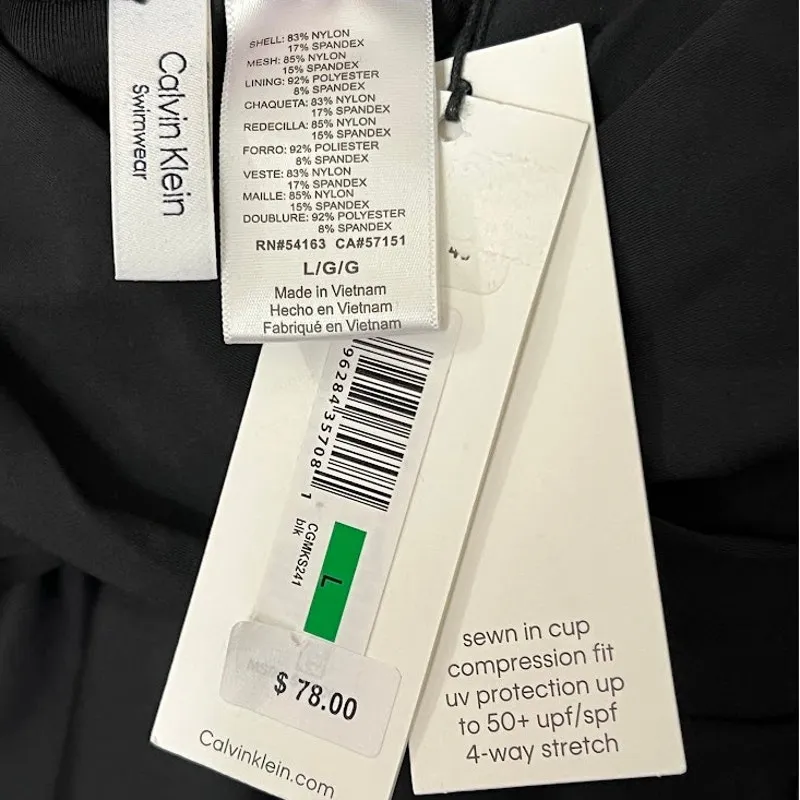 Calvin Klein
Swimwear
SHELL: 83% NYLON
17% SPANDEX
MESH: 85% NYLON
15% SPANDEX
LINING: 92% POLYESTER
8% SPANDEX
CHAQUETA: 83% NYLON
17% SPANDEX
REDECILLA: 85% NYLON
15% SPANDEX
FORRO: 92% POLIESTER
8% SPANDEX
VESTE: 83% NYLON
17% SPANDEX
MAILLE: 85% NYLON
15% SPANDEX
DOUBLURE: 92% POLYESTER
8% SPANDEX
RN#54163 CA#57151
L/G/G
Made in Vietnam
Hecho en Vietnam
Fabriqué en Vietnam
96284 35708 1
CGMKS241
blk
L
$ 78.00
Calvinklein.com
sewn in cup
compression fit
uv protection up
to 50+ upf/spf
4-way stretch